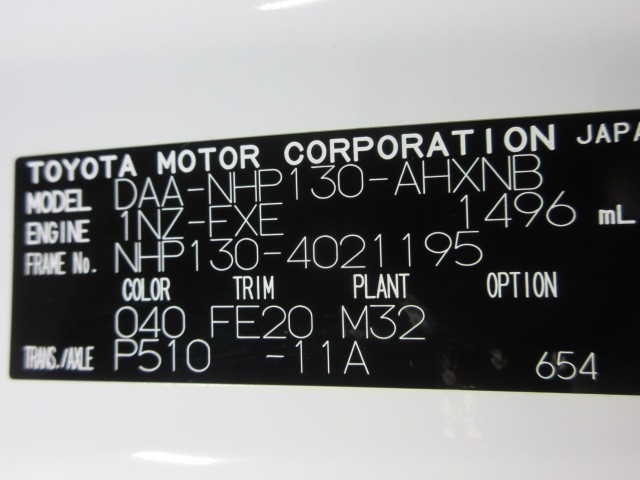 TOYOTA MOTOR CORPORATION JAPA
MODEL DAA-NHP130-AHXNB
ENGINE 1NZ-FXE 1496 mL
FRAME No. NHP130-4021195
COLOR TRIM PLANT OPTION
040 FE20 M32
TRANS./AXLE P510 -11A 654